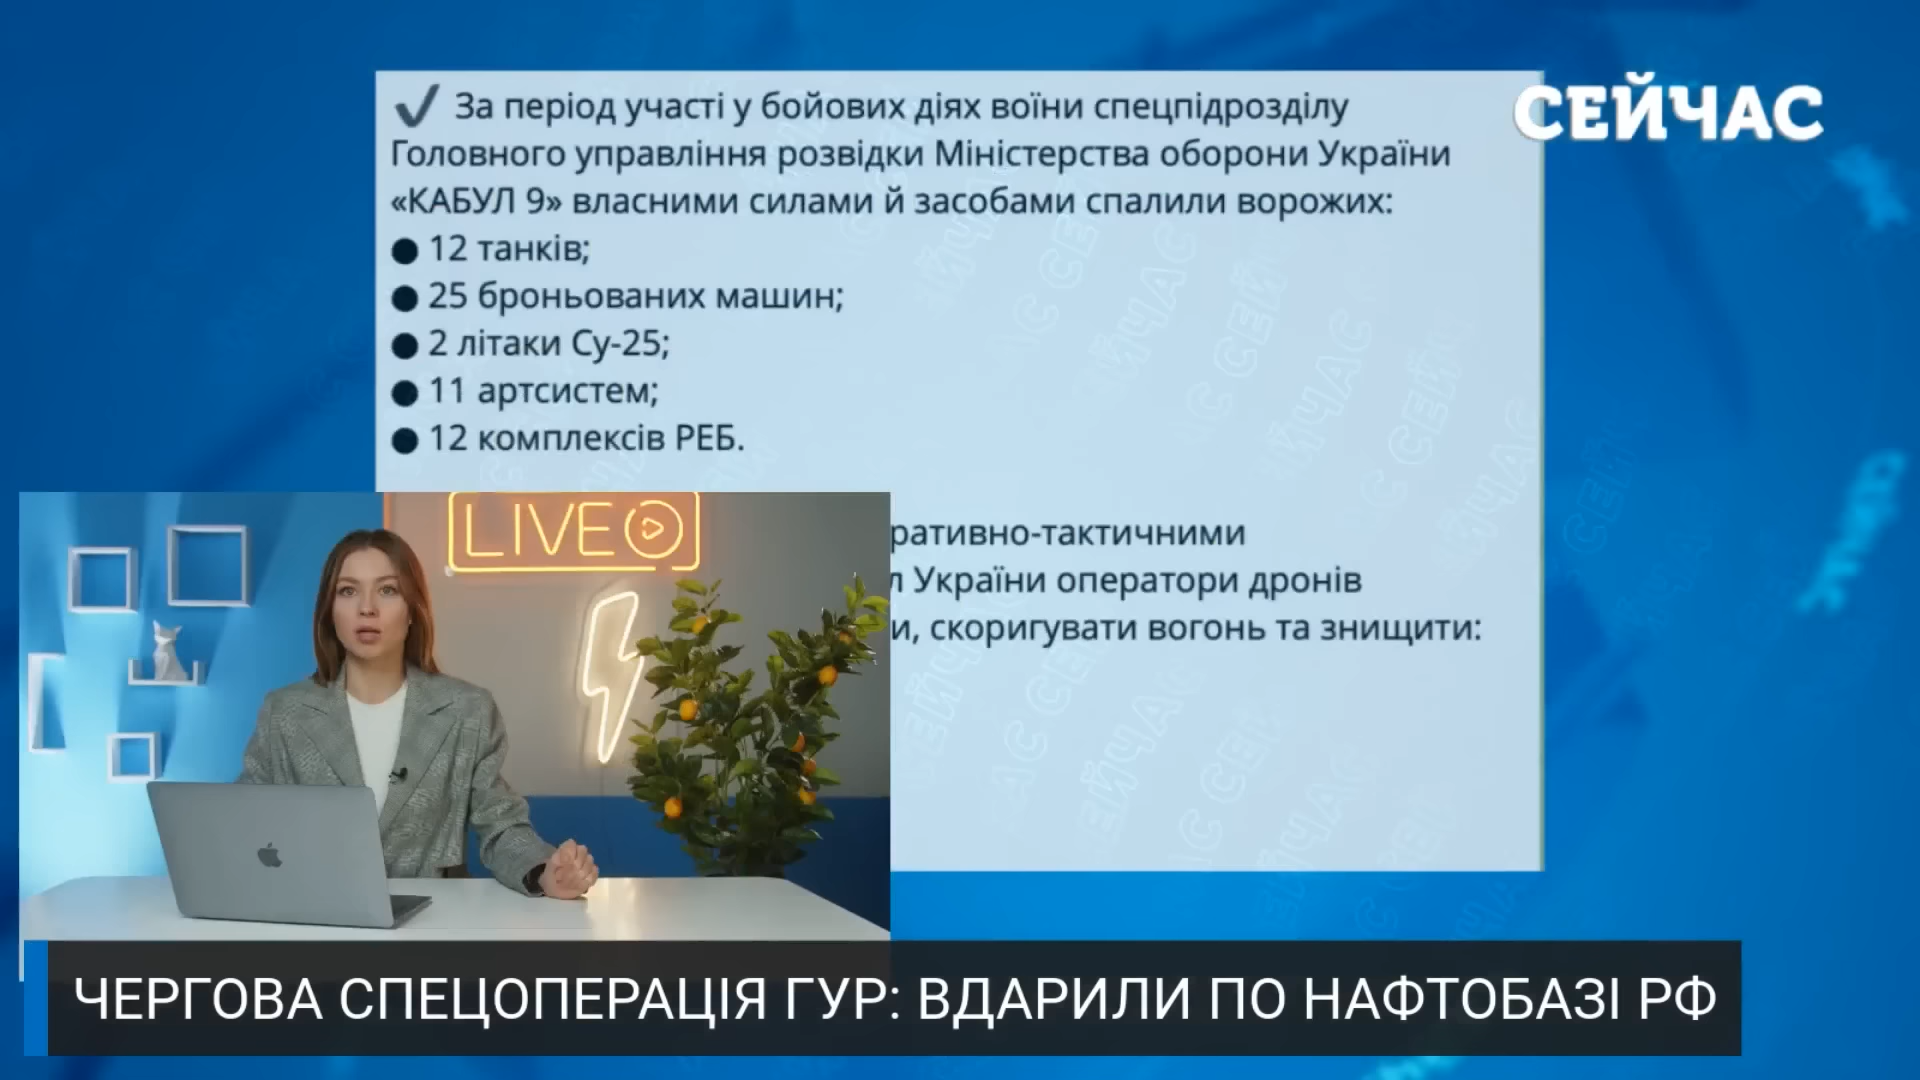 ✔ За період участі у бойових діях воїни спецпідрозділу
Головного управління розвідки Міністерства оборони України
«КАБУЛ 9» власними силами й засобами спалили ворожих:
● 12 танків;
● 25 броньованих машин;
● 2 літаки Су-25;
● 11 артсистем;
● 12 комплексів РЕБ.
СЕЙЧАС
ративно-тактичними
л України оператори дронів
и, скоригувати вогонь та знищити:
LIVE
ЧЕРГОВА СПЕЦОПЕРАЦІЯ ГУР: ВДАРИЛИ ПО НАФТОБАЗІ РФ